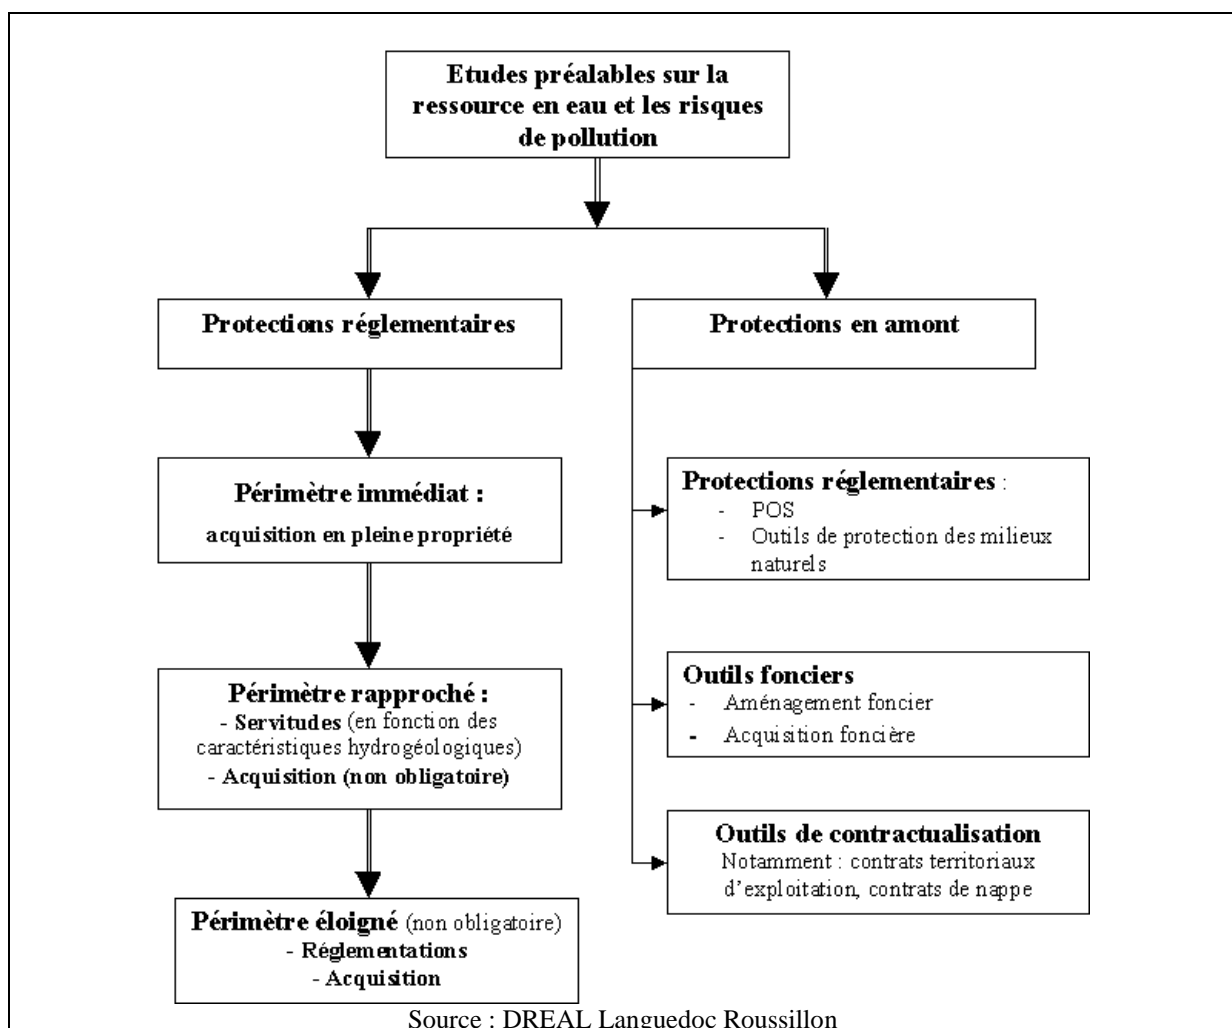 Etudes préalables sur la
ressource en eau et les risques
de pollution
Protections réglementaires
Périmètre immédiat :
acquisition en pleine propriété
Périmètre rapproché :
- Servitudes (en fonction des
caractéristiques hydrogéologiques)
- Acquisition (non obligatoire)
Périmètre éloigné (non obligatoire)
- Réglementations
- Acquisition
Protections en amont
Protections réglementaires :
- POS
- Outils de protection des milieux
naturels
Outils fonciers
- Aménagement foncier
- Acquisition foncière
Outils de contractualisation
Notamment : contrats territoriaux
d'exploitation, contrats de nappe
Source : DREAL Languedoc Roussillon